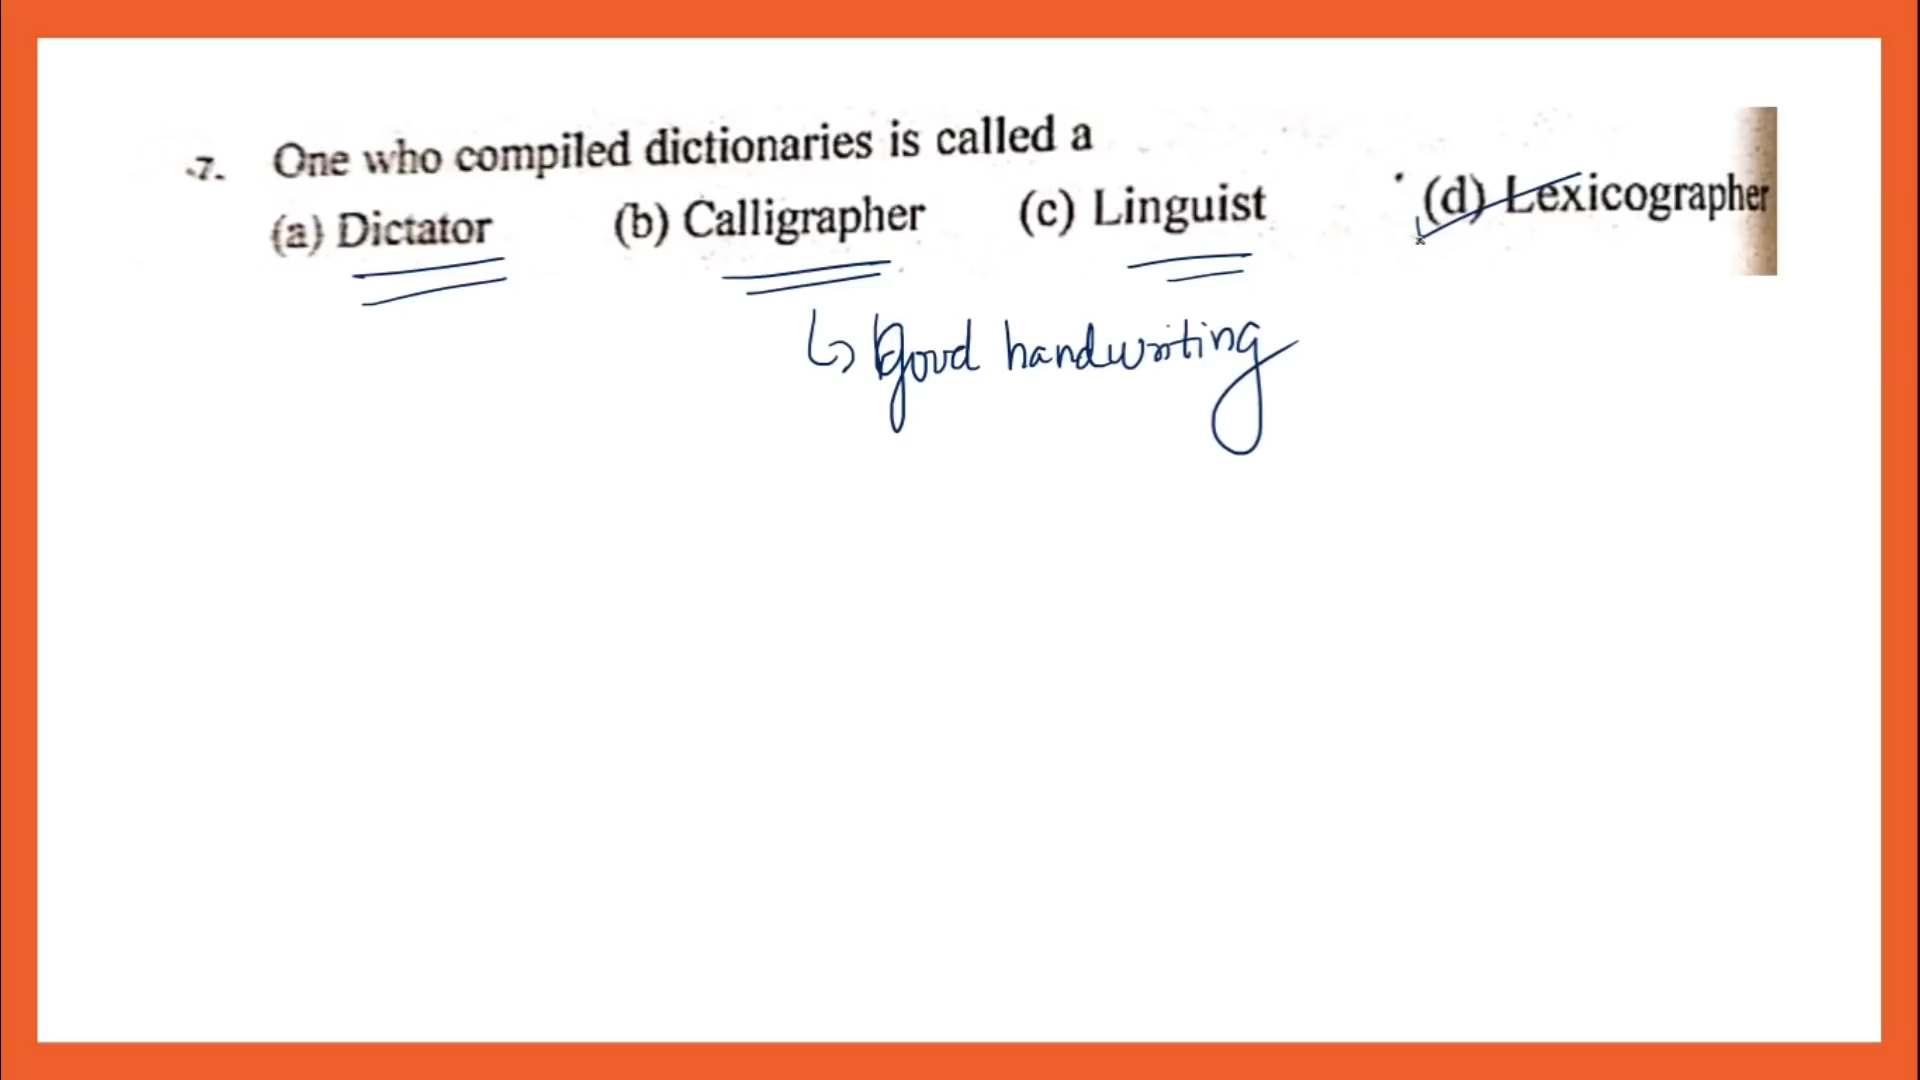 7. One who compiled dictionaries is called a
(a) Dictator (b) Calligrapher (c) Linguist (d) Lexicographer
↳ Good handwriting